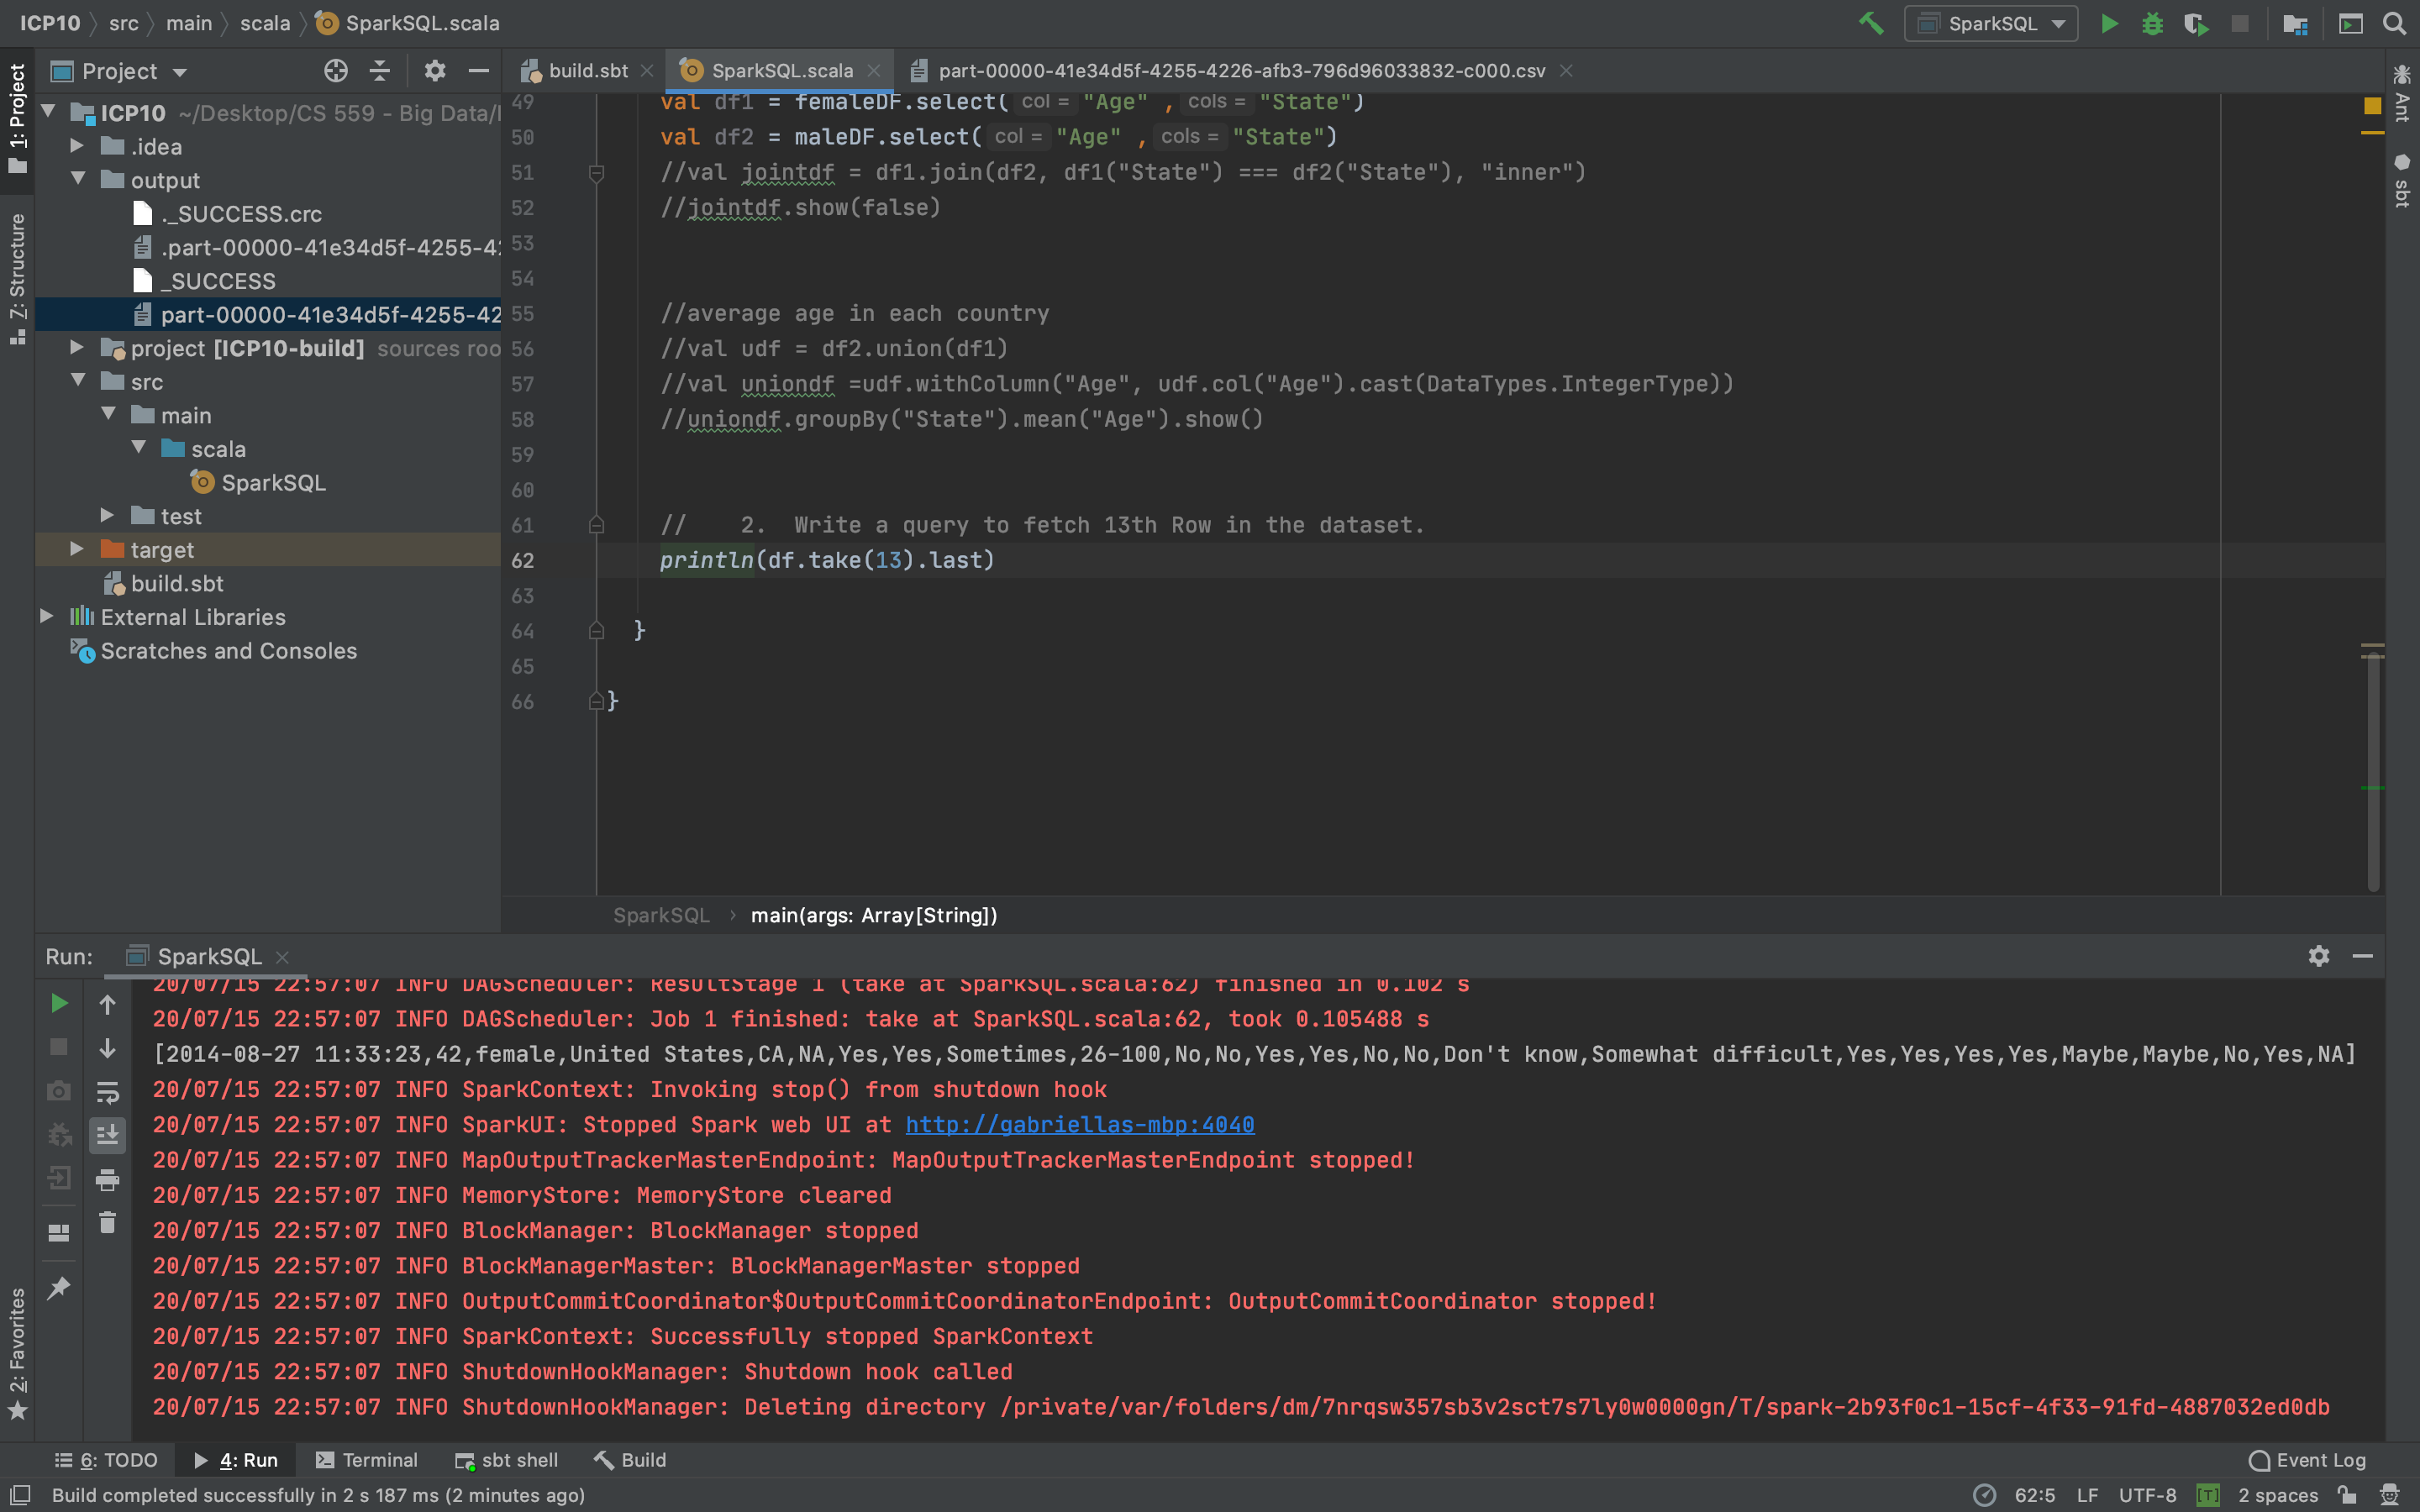 ICP10 src main scala SparkSQL.scala SparkSQL
1: Project
Project
build.sbt SparkSQL.scala part-00000-41e34d5f-4255-4226-afb3-796d96033832-c000.csv
Ant
sbt
ICP10 ~/Desktop/CS 559 - Big Data/
.idea
output
._SUCCESS.crc
.part-00000-41e34d5f-4255-42
_SUCCESS
part-00000-41e34d5f-4255-42
project [ICP10-build] sources roo
src
main
scala
SparkSQL
test
target
build.sbt
External Libraries
Scratches and Consoles
7: Structure
2: Favorites
49 val df1 = femaleDF.select( col = "Age" , cols = "State")
50 val df2 = maleDF.select( col = "Age" , cols = "State")
51 //val jointdf = df1.join(df2, df1("State") === df2("State"), "inner")
52 //jointdf.show(false)
53
54
55 //average age in each country
56 //val udf = df2.union(df1)
57 //val uniondf =udf.withColumn("Age", udf.col("Age").cast(DataTypes.IntegerType))
58 //uniondf.groupBy("State").mean("Age").show()
59
60
61 // 2. Write a query to fetch 13th Row in the dataset.
62 println(df.take(13).last)
63
64 }
65
66 }
SparkSQL › main(args: Array[String])
Run: SparkSQL
20/07/15 22:57:07 INFO DAGScheduler: ResultStage 1 (take at SparkSQL.scala:62) finished in 0.102 s
20/07/15 22:57:07 INFO DAGScheduler: Job 1 finished: take at SparkSQL.scala:62, took 0.105488 s
[2014-08-27 11:33:23,42,female,United States,CA,NA,Yes,Yes,Sometimes,26-100,No,No,Yes,Yes,No,No,Don't know,Somewhat difficult,Yes,Yes,Yes,Yes,Maybe,Maybe,No,Yes,NA]
20/07/15 22:57:07 INFO SparkContext: Invoking stop() from shutdown hook
20/07/15 22:57:07 INFO SparkUI: Stopped Spark web UI at http://gabriellas-mbp:4040
20/07/15 22:57:07 INFO MapOutputTrackerMasterEndpoint: MapOutputTrackerMasterEndpoint stopped!
20/07/15 22:57:07 INFO MemoryStore: MemoryStore cleared
20/07/15 22:57:07 INFO BlockManager: BlockManager stopped
20/07/15 22:57:07 INFO BlockManagerMaster: BlockManagerMaster stopped
20/07/15 22:57:07 INFO OutputCommitCoordinator$OutputCommitCoordinatorEndpoint: OutputCommitCoordinator stopped!
20/07/15 22:57:07 INFO SparkContext: Successfully stopped SparkContext
20/07/15 22:57:07 INFO ShutdownHookManager: Shutdown hook called
20/07/15 22:57:07 INFO ShutdownHookManager: Deleting directory /private/var/folders/dm/7nrqsw357sb3v2sct7s7ly0w0000gn/T/spark-2b93f0c1-15cf-4f33-91fd-4887032ed0db
6: TODO 4: Run Terminal sbt shell Build Event Log
Build completed successfully in 2 s 187 ms (2 minutes ago) 62:5 LF UTF-8 [T] 2 spaces